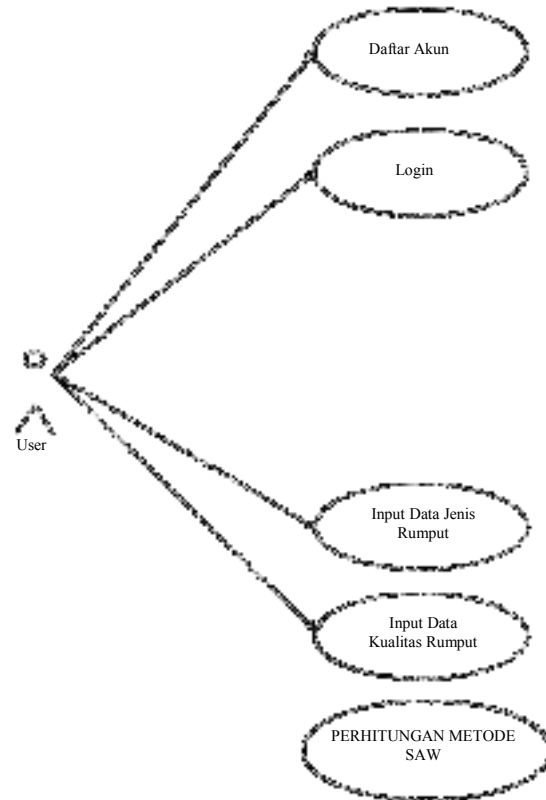 Daftar Akun
Login
User
Input Data Jenis
Rumput
Input Data
Kualitas Rumput
PERHITUNGAN METODE
SAW